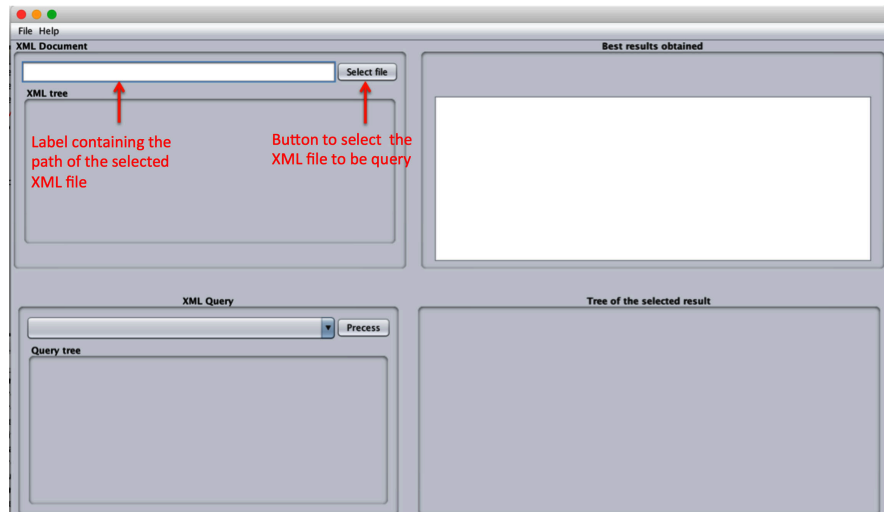 File Help
XML Document
Select file
XML tree
Label containing the
path of the selected
XML file
Button to select the
XML file to be query
Best results obtained
XML Query
Precess
Query tree
Tree of the selected result